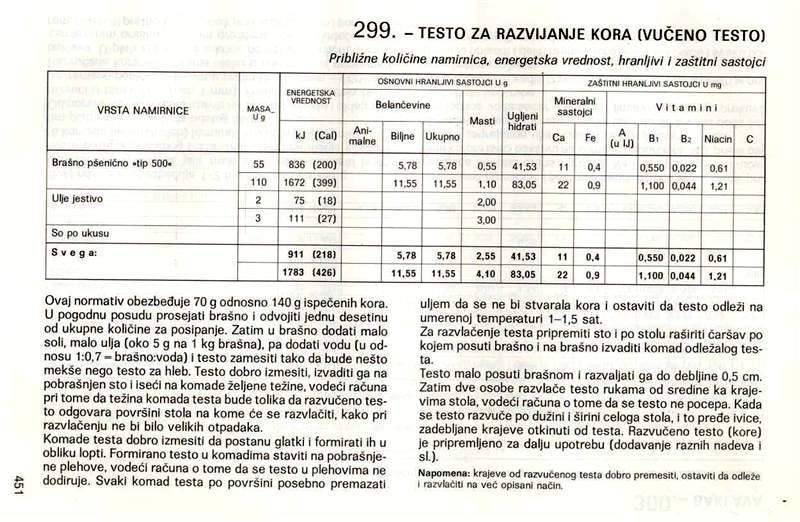 299. – TESTO ZA RAZVIJANJE KORA (VUČENO TESTO)
Približne količine namirnica, energetska vrednost, hranljivi i zaštitni sastojci
VRSTA NAMIRNICE MASA U g ENERGETSKA VREDNOST OSNOVNI HRANLJIVI SASTOJCI U g ZAŠTITNI HRANLJIVI SASTOJCI U mg
Belančevine Masti Ugljeni hidrati Mineralni sastojci Vitamini
kJ (Cal) Ani-malne Biljne Ukupno Ca Fe A (u IJ) B1 B2 Niacin C
Brašno pšenično »tip 500« 55 836 (200) 5,78 5,78 0,55 41,53 11 0,4 0,550 0,022 0,61
110 1672 (399) 11,55 11,55 1,10 83,05 22 0,9 1,100 0,044 1,21
Ulje jestivo 2 75 (18) 2,00
3 111 (27) 3,00
So po ukusu
Svega: 911 (218) 5,78 5,78 2,55 41,53 11 0,4 0,550 0,022 0,61
1783 (426) 11,55 11,55 4,10 83,05 22 0,9 1,100 0,044 1,21
Ovaj normativ obezbeđuje 70 g odnosno 140 g ispečenih kora.
U pogodnu posudu prosejati brašno i odvojiti jednu desetinu
od ukupne količine za posipanje. Zatim u brašno dodati malo
soli, malo ulja (oko 5 g na 1 kg brašna), pa dodati vodu (u od-
nosu 1:0,7 = brašno:voda) i testo zamesiti tako da bude nešto
mekše nego testo za hleb. Testo dobro izmesiti, izvaditi ga na
pobrašnjen sto i iseći na komade željene težine, vodeći računa
pri tome da težina komada testa bude tolika da razvučeno tes-
to odgovara površini stola na kome će se razvlačiti, kako pri
razvlačenju ne bi bilo velikih otpadaka.
Komade testa dobro izmesiti da postanu glatki i formirati ih u
obliku lopti. Formirano testo u komadima staviti na pobrašnje-
ne plehove, vodeći računa o tome da se testo u plehovima ne
dodiruje. Svaki komad testa po površini posebno premazati
uljem da se ne bi stvarala kora i ostaviti da testo odleži na
umerenoj temperaturi 1–1,5 sat.
Za razvlačenje testa pripremiti sto i po stolu raširiti čaršav po
kojem posuti brašno i na brašno izvaditi komad odležalog tes-
ta.
Testo malo posuti brašnom i razvaljati ga do debljine 0,5 cm.
Zatim dve osobe razvlače testo rukama od sredine ka kraje-
vima stola, vodeći računa o tome da se testo ne pocepa. Kada
se testo razvuče po dužini i širini celoga stola, i to pređe ivice,
zadebljane krajeve otkinuti od testa. Razvučeno testo (kore)
je pripremljeno za dalju upotrebu (dodavanje raznih nadeva i
sl.).
Napomena: krajeve od razvučenog testa dobro premesiti, ostaviti da odleže
i razvlačiti na već opisani način.
451